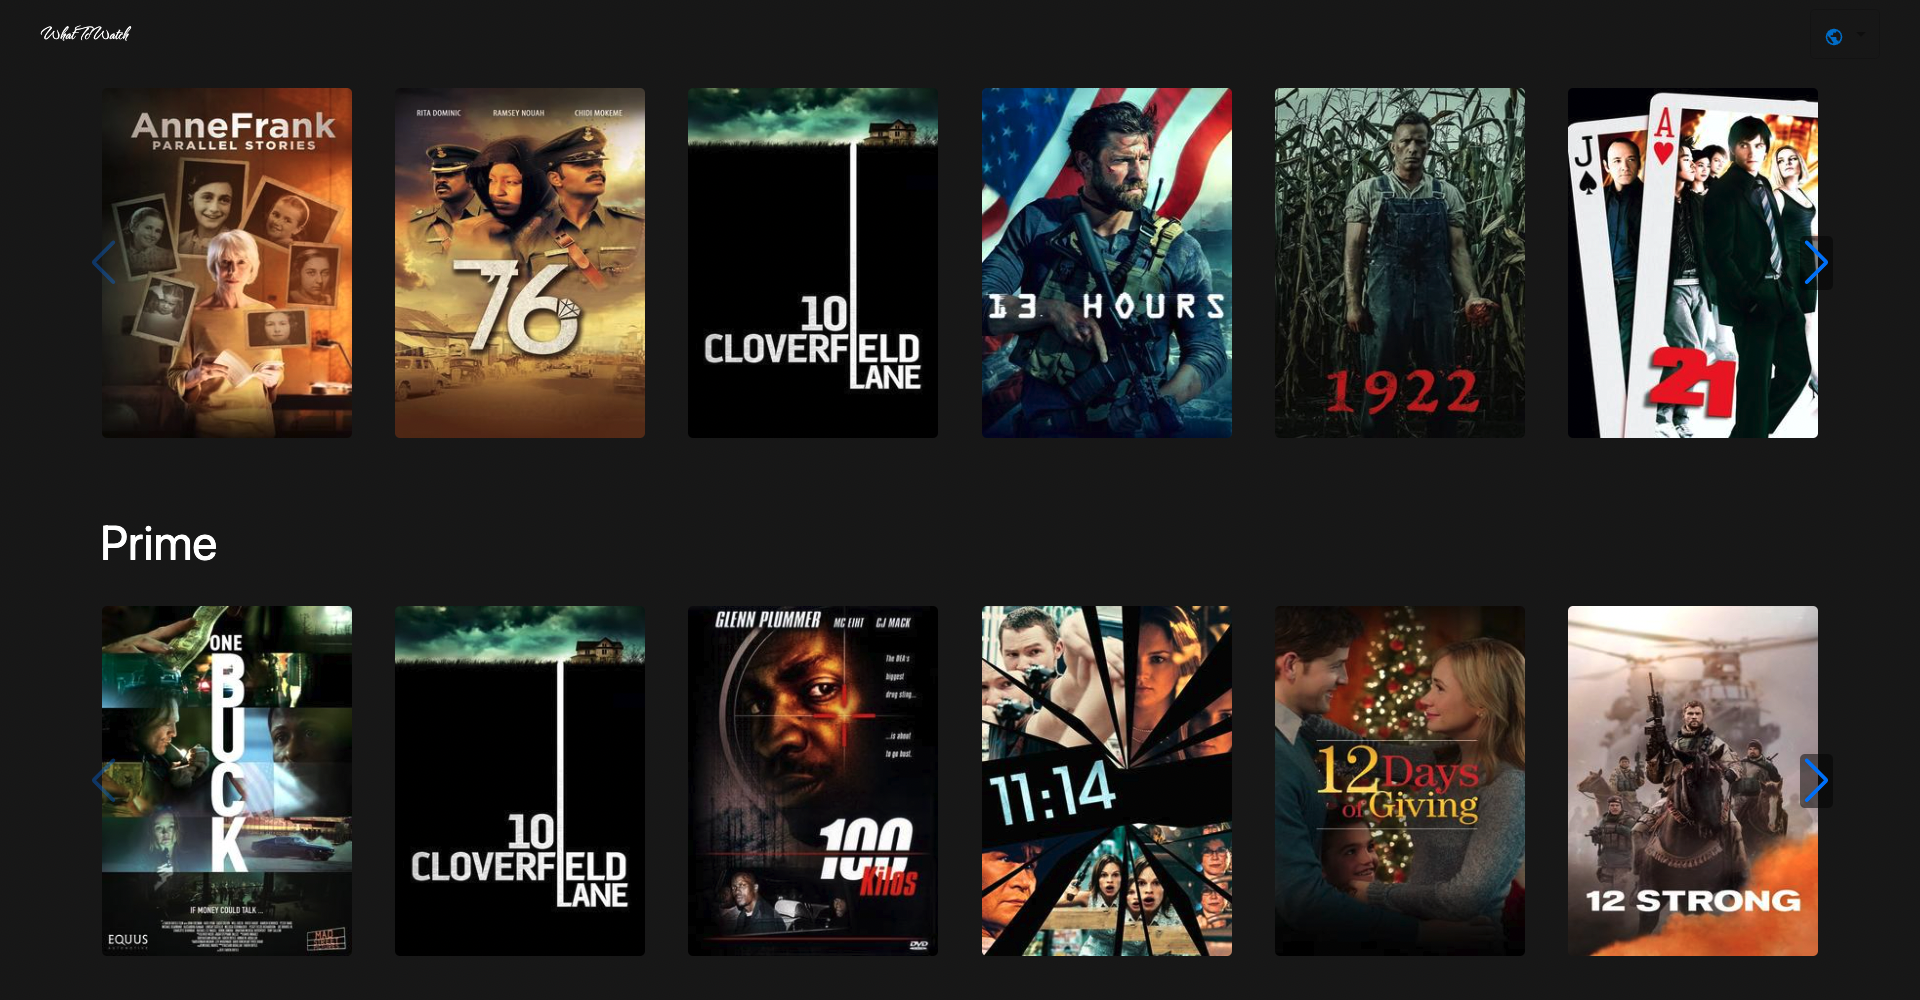 WhatToWatch
AnneFrank
PARALLEL STORIES
RITA DOMINIC RAMSEY NOUAH CHIDI MOKEME
76
10
CLOVERFIELD
LANE
13 HOURS
1922
J
A
21
Prime
ONE
BUCK
IF MONEY COULD TALK ...
EQUUS
10
CLOVERFIELD
LANE
GLENN PLUMMER MC EIHT CJ MACK
The DEA's
biggest
drug sting...
...is about
to go bust.
100
Kilos
DVD
11:14
12 Days
of Giving
12 STRONG